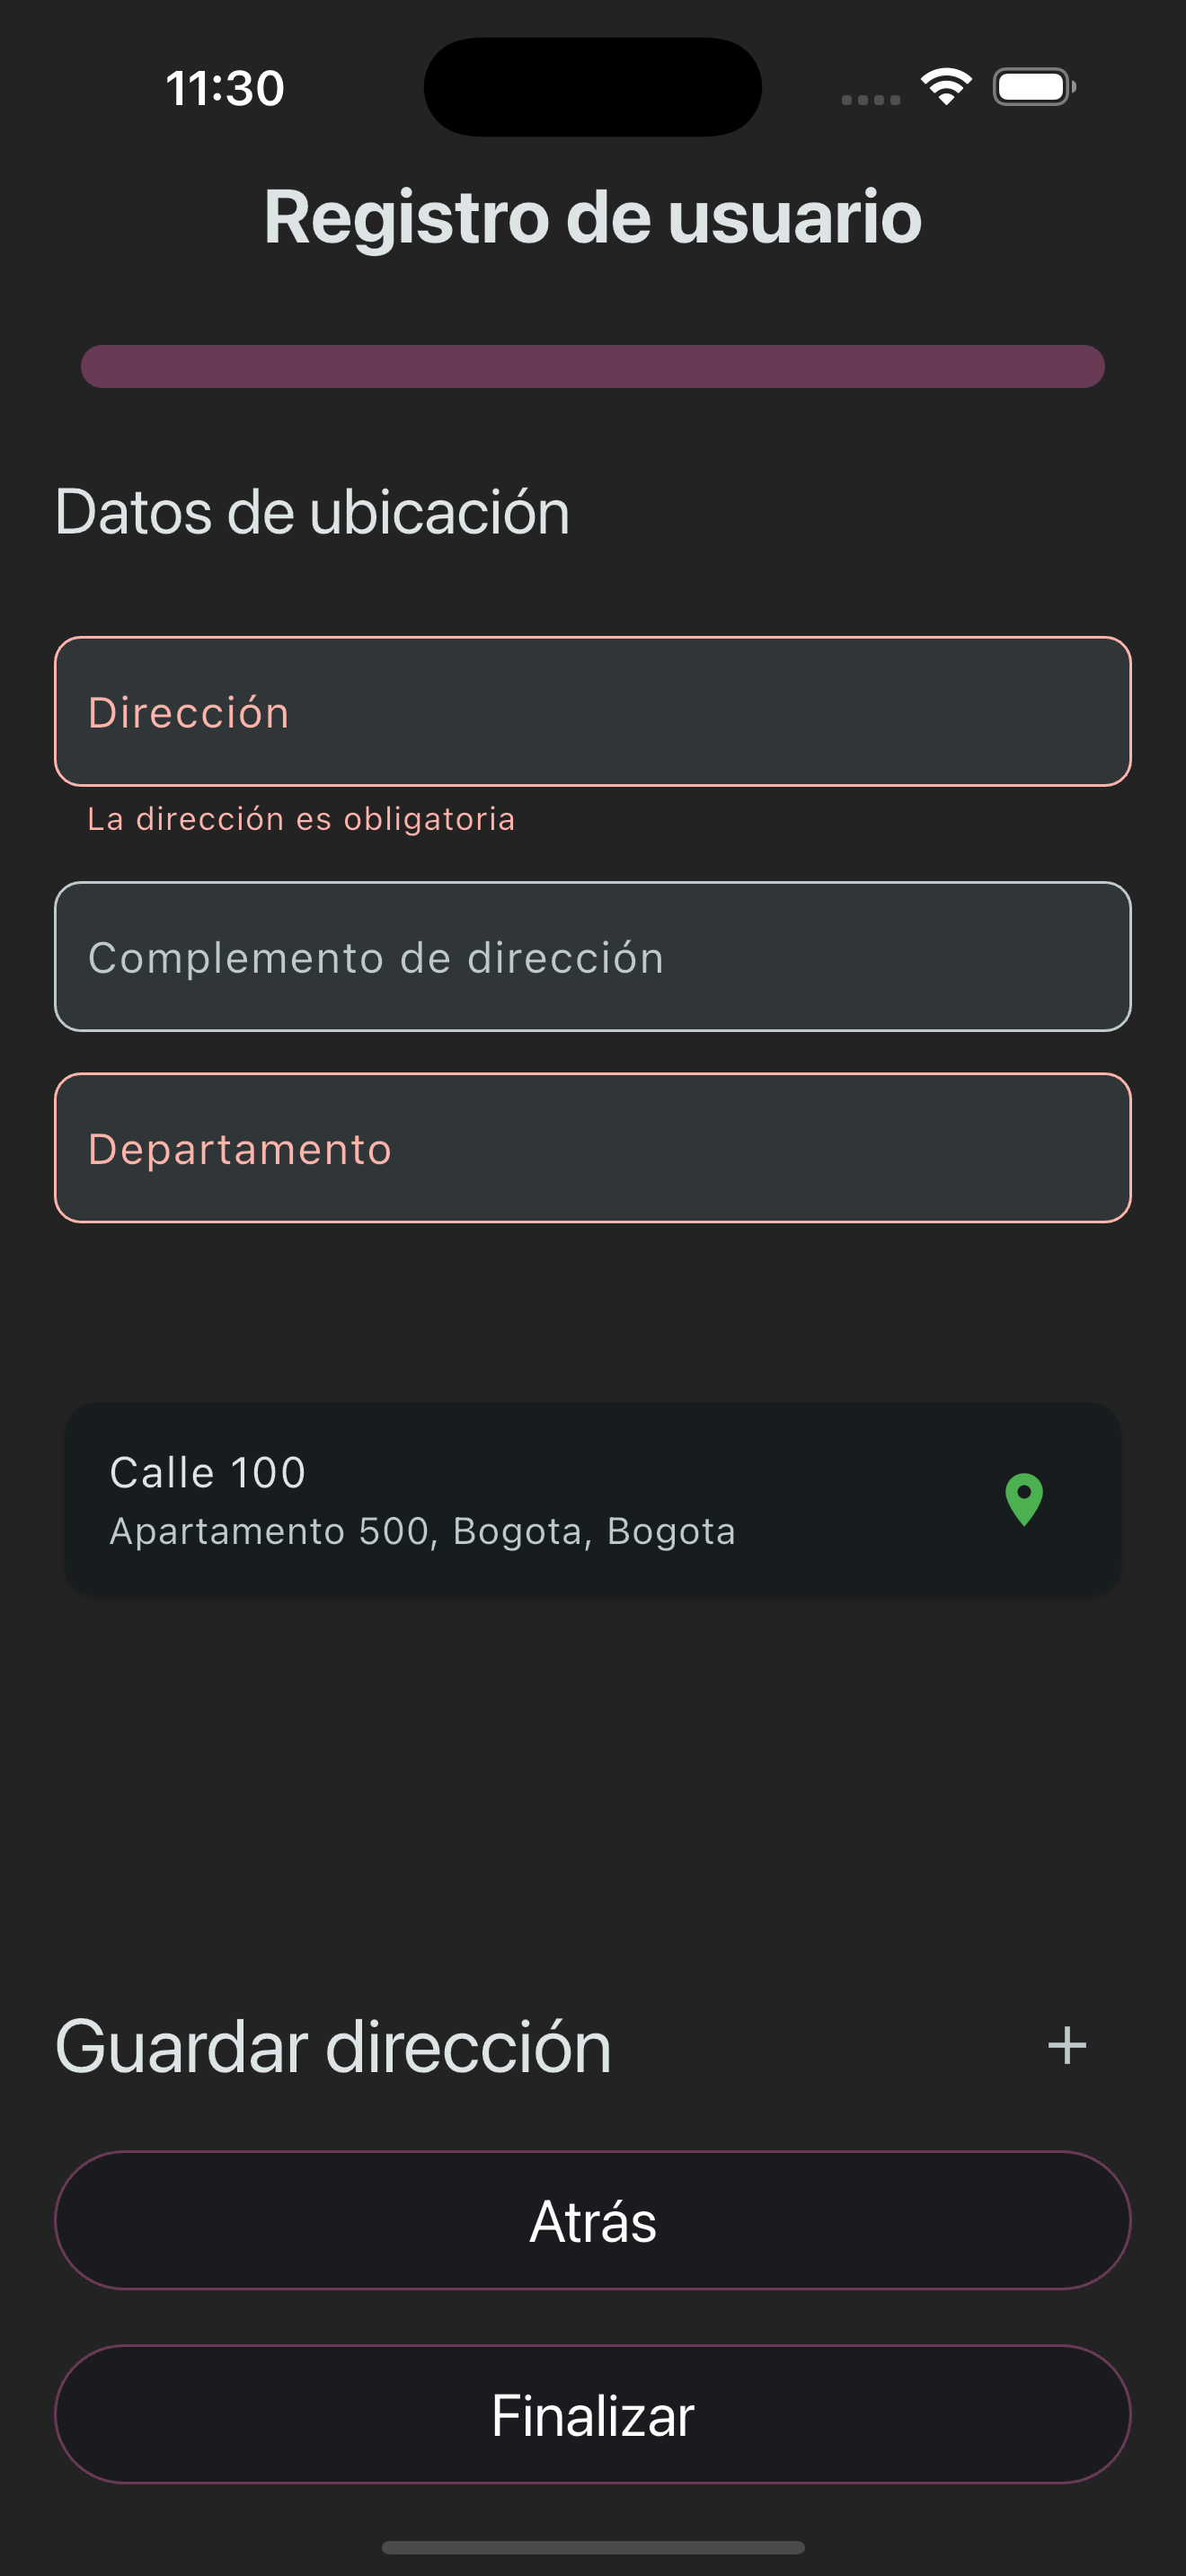 11:30
Registro de usuario
Datos de ubicación
Dirección
La dirección es obligatoria
Complemento de dirección
Departamento
Calle 100
Apartamento 500, Bogota, Bogota
Guardar dirección
Atrás
Finalizar